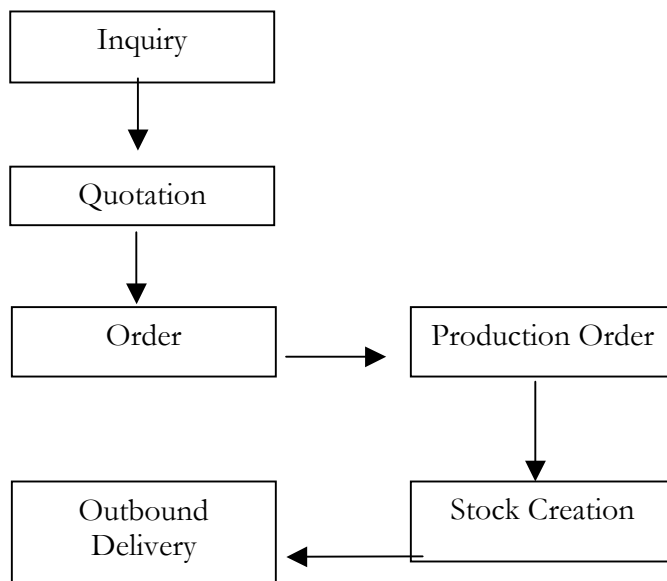 Inquiry
Quotation
Order
Production Order
Stock Creation
Outbound
Delivery